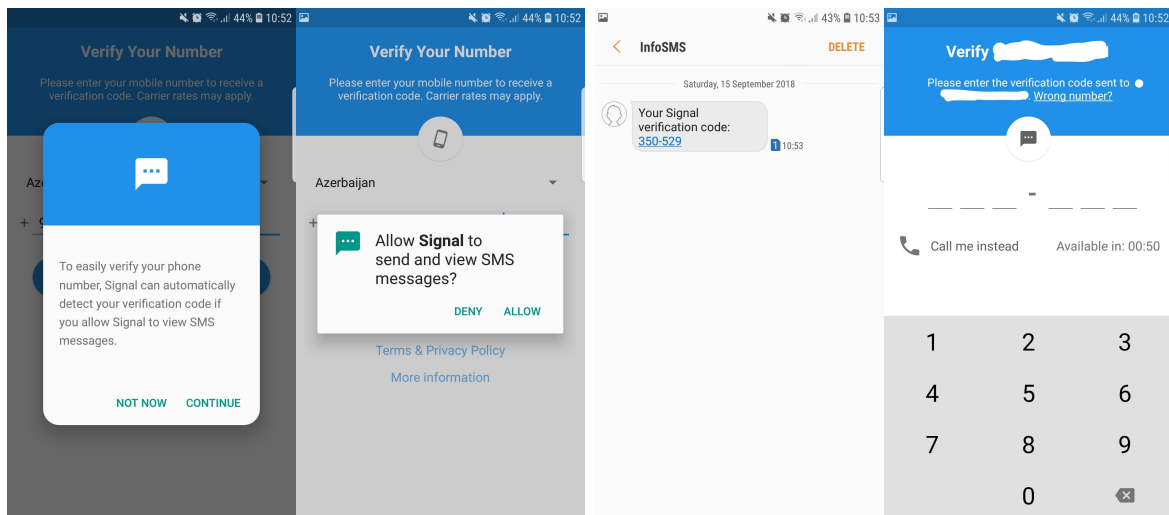 44% 10:52
Verify Your Number
Please enter your mobile number to receive a
verification code. Carrier rates may apply.
Aze
+ 9
To easily verify your phone
number, Signal can automatically
detect your verification code if
you allow Signal to view SMS
messages.
NOT NOW CONTINUE
44% 10:52
Verify Your Number
Please enter your mobile number to receive a
verification code. Carrier rates may apply.
Azerbaijan
+
Allow Signal to
send and view SMS
messages?
DENY ALLOW
Terms & Privacy Policy
More information
43% 10:53
InfoSMS DELETE
Saturday, 15 September 2018
Your Signal
verification code:
350-529
1 10:53
44% 10:52
Verify
Please enter the verification code sent to
. Wrong number?
-
Call me instead Available in: 00:50
1 2 3
4 5 6
7 8 9
0